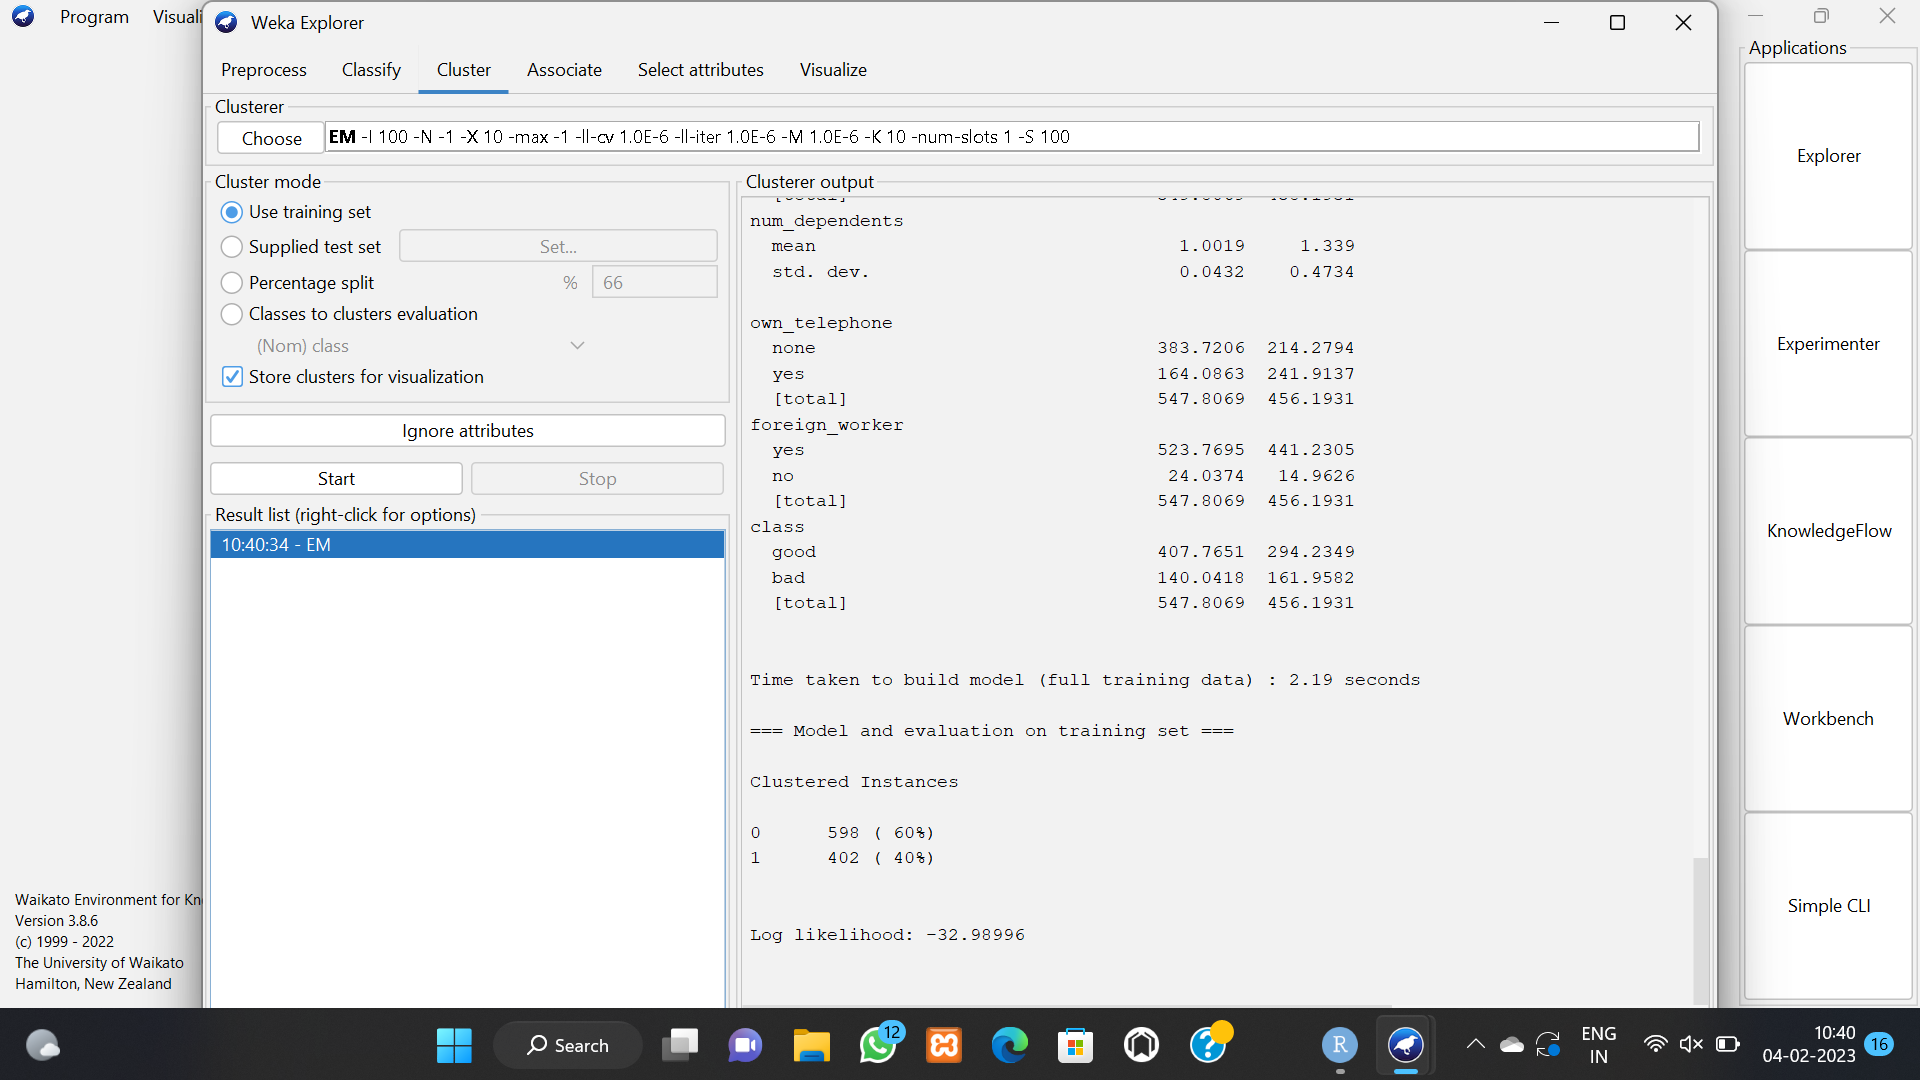 Program Visuali
Weka Explorer
Preprocess Classify Cluster Associate Select attributes Visualize
Clusterer
Choose EM -I 100 -N -1 -X 10 -max -1 -ll-cv 1.0E-6 -ll-iter 1.0E-6 -M 1.0E-6 -K 10 -num-slots 1 -S 100
Cluster mode
Use training set
Supplied test set Set...
Percentage split % 66
Classes to clusters evaluation
(Nom) class
Store clusters for visualization
Ignore attributes
Start Stop
Result list (right-click for options)
10:40:34 - EM
Clusterer output
num_dependents
mean 1.0019 1.339
std. dev. 0.0432 0.4734
own_telephone
none 383.7206 214.2794
yes 164.0863 241.9137
[total] 547.8069 456.1931
foreign_worker
yes 523.7695 441.2305
no 24.0374 14.9626
[total] 547.8069 456.1931
class
good 407.7651 294.2349
bad 140.0418 161.9582
[total] 547.8069 456.1931
Time taken to build model (full training data) : 2.19 seconds
=== Model and evaluation on training set ===
Clustered Instances
0 598 ( 60%)
1 402 ( 40%)
Log likelihood: -32.98996
Applications
Explorer
Experimenter
KnowledgeFlow
Workbench
Simple CLI
Waikato Environment for Kn
Version 3.8.6
(c) 1999 - 2022
The University of Waikato
Hamilton, New Zealand
Search
12
R
ENG
IN
10:40
04-02-2023
16